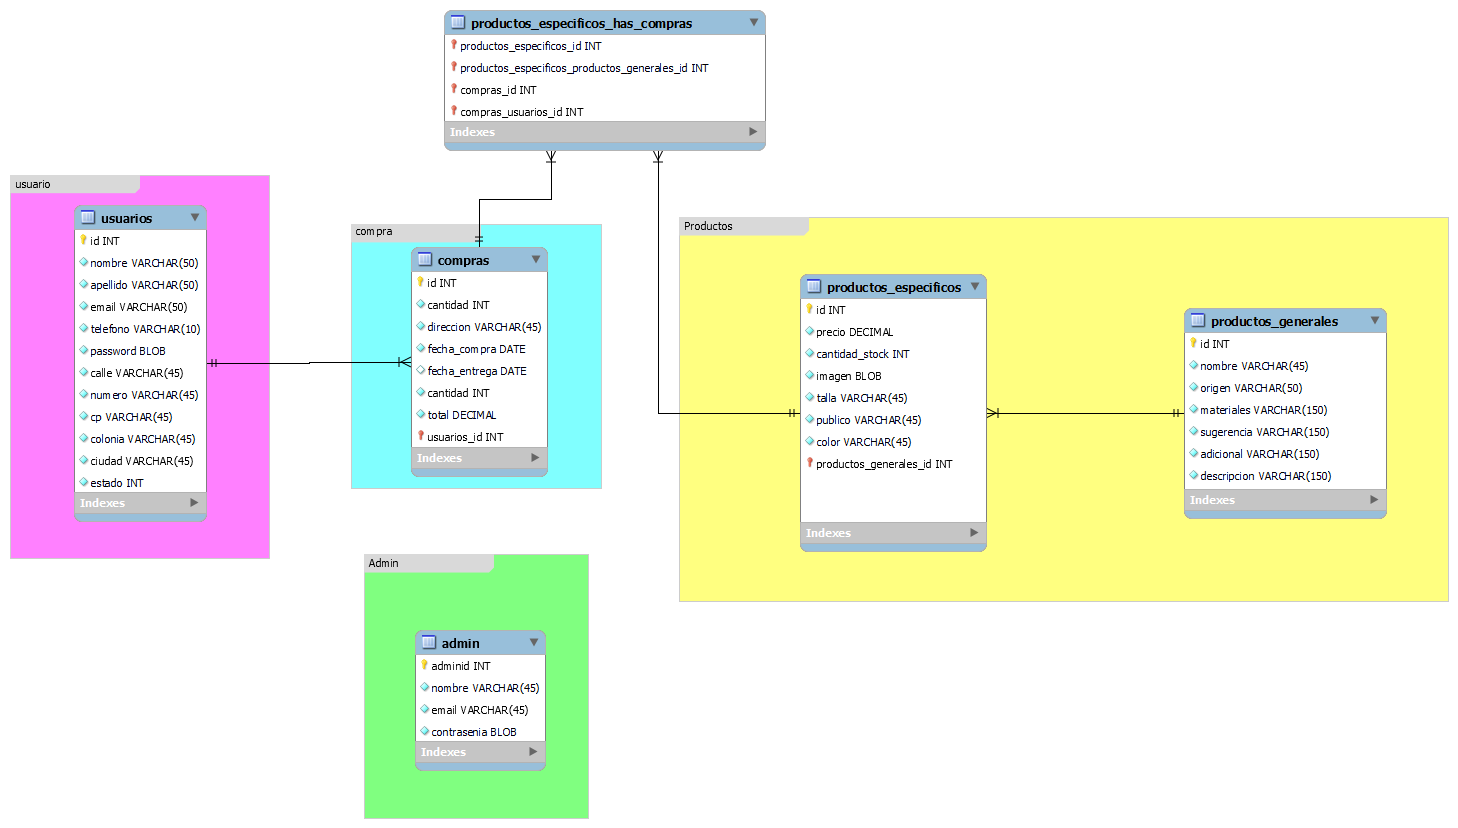 productos_especificos_has_compras
productos_especificos_id INT
productos_especificos_productos_generales_id INT
compras_id INT
compras_usuarios_id INT
Indexes
usuario
usuarios
id INT
nombre VARCHAR(50)
apellido VARCHAR(50)
email VARCHAR(50)
telefono VARCHAR(10)
password BLOB
calle VARCHAR(45)
numero VARCHAR(45)
cp VARCHAR(45)
colonia VARCHAR(45)
ciudad VARCHAR(45)
estado INT
Indexes
compra
compras
id INT
cantidad INT
direccion VARCHAR(45)
fecha_compra DATE
fecha_entrega DATE
cantidad INT
total DECIMAL
usuarios_id INT
Indexes
Productos
productos_especificos
id INT
precio DECIMAL
cantidad_stock INT
imagen BLOB
talla VARCHAR(45)
publico VARCHAR(45)
color VARCHAR(45)
productos_generales_id INT
Indexes
productos_generales
id INT
nombre VARCHAR(45)
origen VARCHAR(50)
materiales VARCHAR(150)
sugerencia VARCHAR(150)
adicional VARCHAR(150)
descripcion VARCHAR(150)
Indexes
Admin
admin
adminid INT
nombre VARCHAR(45)
email VARCHAR(45)
contrasenia BLOB
Indexes